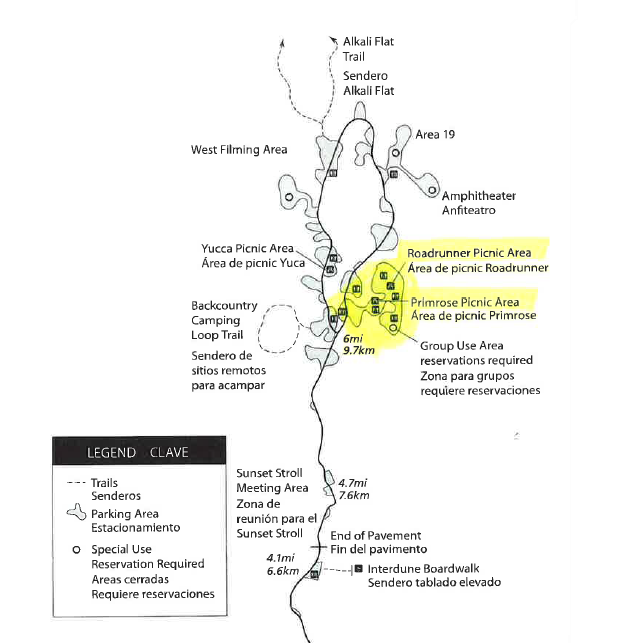 Alkali Flat
Trail
Sendero
Alkali Flat
Area 19
West Filming Area
Amphitheater
Anfiteatro
Yucca Picnic Area
Área de picnic Yuca
Roadrunner Picnic Area
Área de picnic Roadrunner
Primrose Picnic Area
Área de picnic Primrose
Backcountry
Camping
Loop Trail
Sendero de
sitios remotos
para acampar
6mi
9.7km
Group Use Area
reservations required
Zona para grupos
requiere reservaciones
LEGEND CLAVE
Trails
Senderos
Parking Area
Estacionamiento
Special Use
Reservation Required
Areas cerradas
Requiere reservaciones
Sunset Stroll
Meeting Area
Zona de
reunión para el
Sunset Stroll
4.7mi
7.6km
End of Pavement
Fin del pavimento
4.1mi
6.6km
Interdune Boardwalk
Sendero tablado elevado